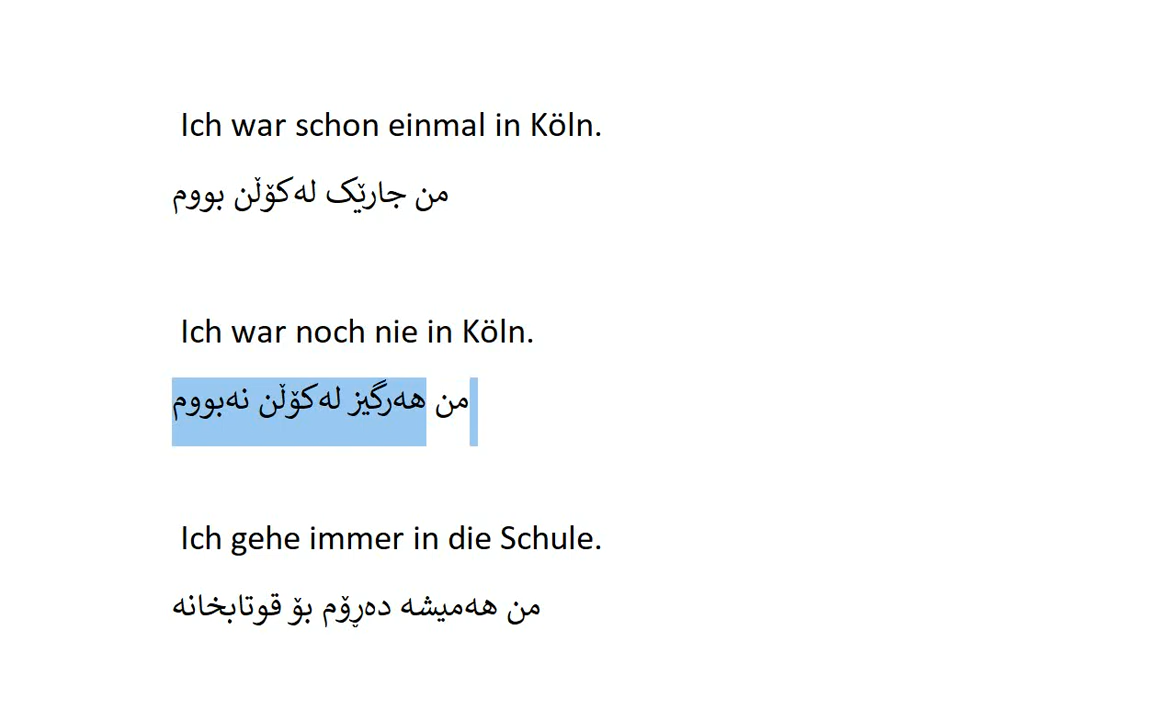 Ich war schon einmal in Köln.
من جارێک لەکۆڵن بووم
Ich war noch nie in Köln.
من هەرگیز لەکۆڵن نەبووم
Ich gehe immer in die Schule.
من هەمیشە دەڕۆم بۆ قوتابخانە